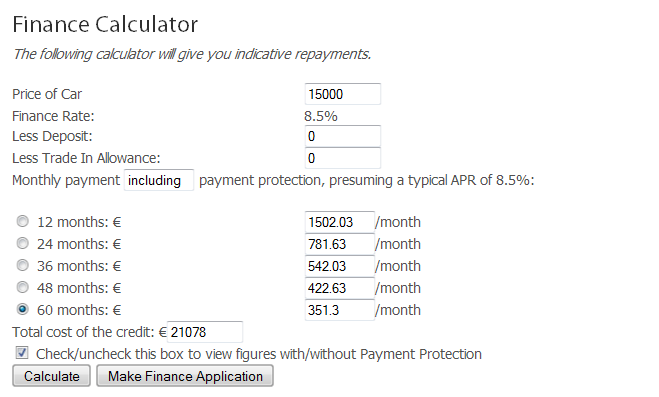 Finance Calculator
The following calculator will give you indicative repayments.
Price of Car 15000
Finance Rate: 8.5%
Less Deposit: 0
Less Trade In Allowance: 0
Monthly payment including payment protection, presuming a typical APR of 8.5%:
12 months: € 1502.03 /month
24 months: € 781.63 /month
36 months: € 542.03 /month
48 months: € 422.63 /month
60 months: € 351.3 /month
Total cost of the credit: € 21078
Check/uncheck this box to view figures with/without Payment Protection
Calculate Make Finance Application